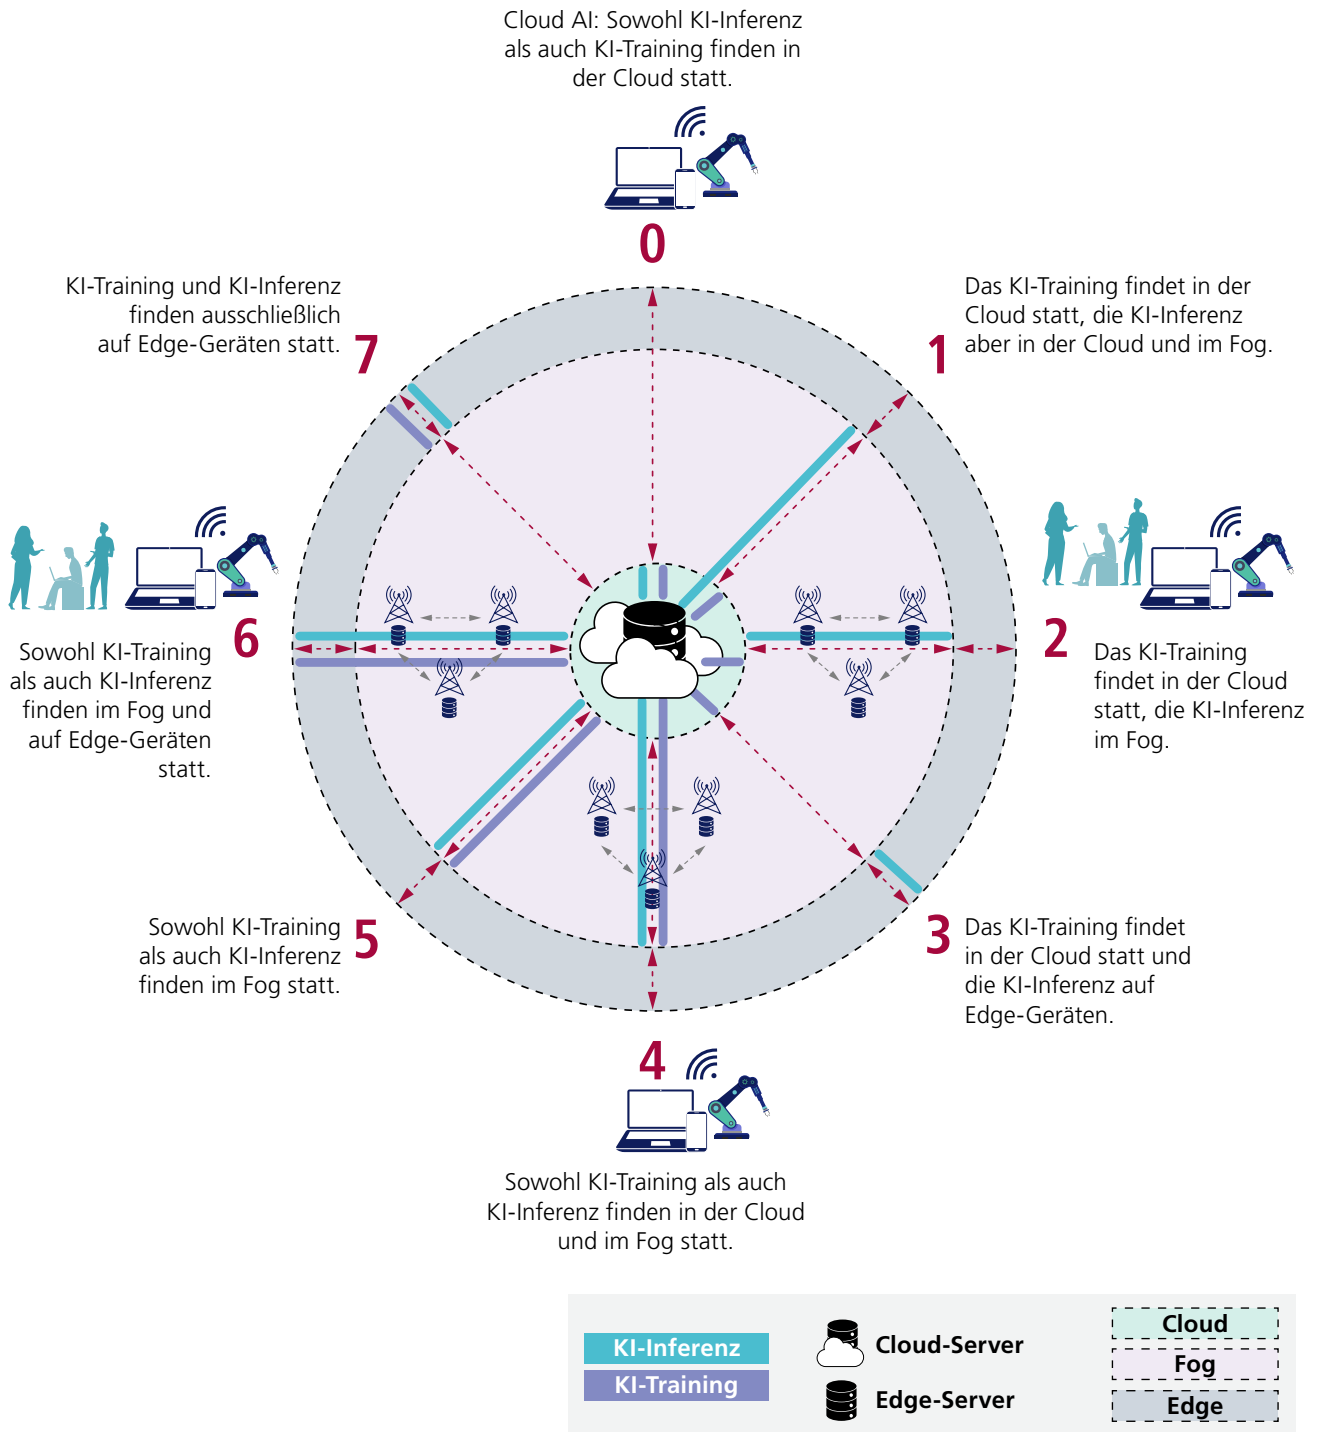 Cloud AI: Sowohl KI-Inferenz
als auch KI-Training finden in
der Cloud statt.
0
KI-Training und KI-Inferenz
finden ausschließlich
auf Edge-Geräten statt.
7
1
Das KI-Training findet in der
Cloud statt, die KI-Inferenz
aber in der Cloud und im Fog.
6
Sowohl KI-Training
als auch KI-Inferenz
finden im Fog und
auf Edge-Geräten
statt.
2
Das KI-Training
findet in der Cloud
statt, die KI-Inferenz
im Fog.
Sowohl KI-Training
als auch KI-Inferenz
finden im Fog statt.
5
3
Das KI-Training findet
in der Cloud statt und
die KI-Inferenz auf
Edge-Geräten.
4
Sowohl KI-Training als auch
KI-Inferenz finden in der Cloud
und im Fog statt.
KI-Inferenz
KI-Training
Cloud-Server
Edge-Server
Cloud
Fog
Edge